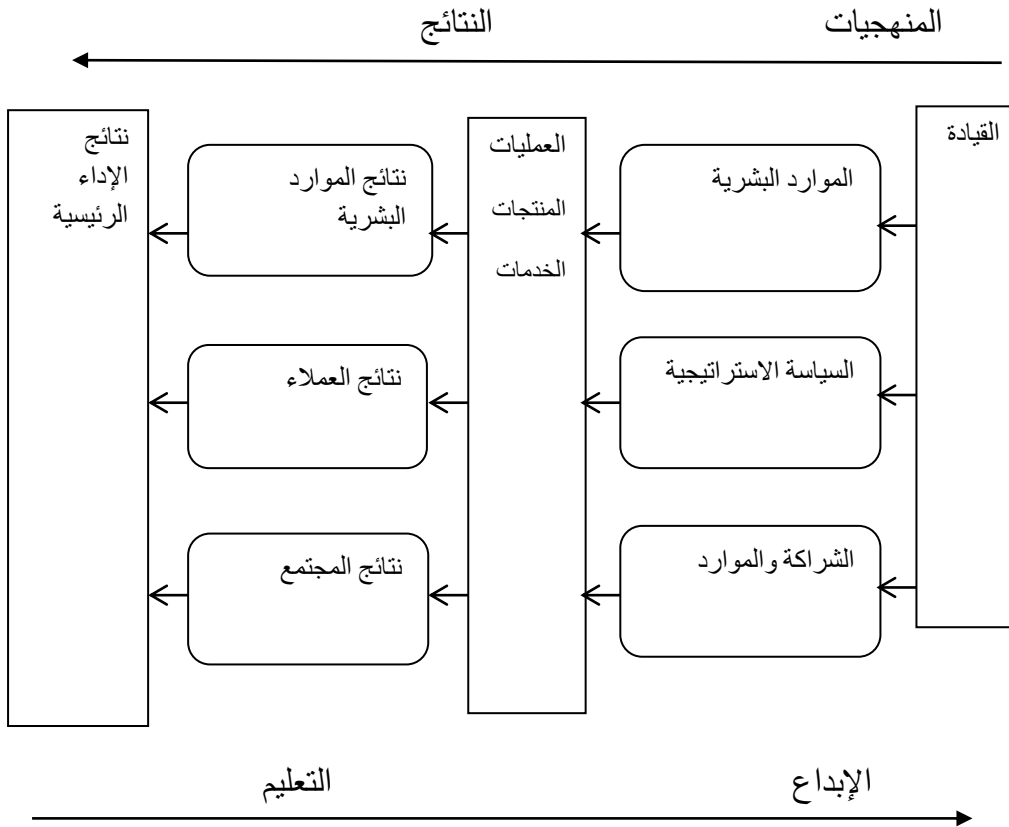 المنهجيات
النتائج
القيادة
الموارد البشرية
السياسة الاستراتيجية
الشراكة والموارد
العمليات
المنتجات
الخدمات
نتائج الموارد
البشرية
نتائج العملاء
نتائج المجتمع
نتائج
الإداء
الرئيسية
الإبداع
التعليم